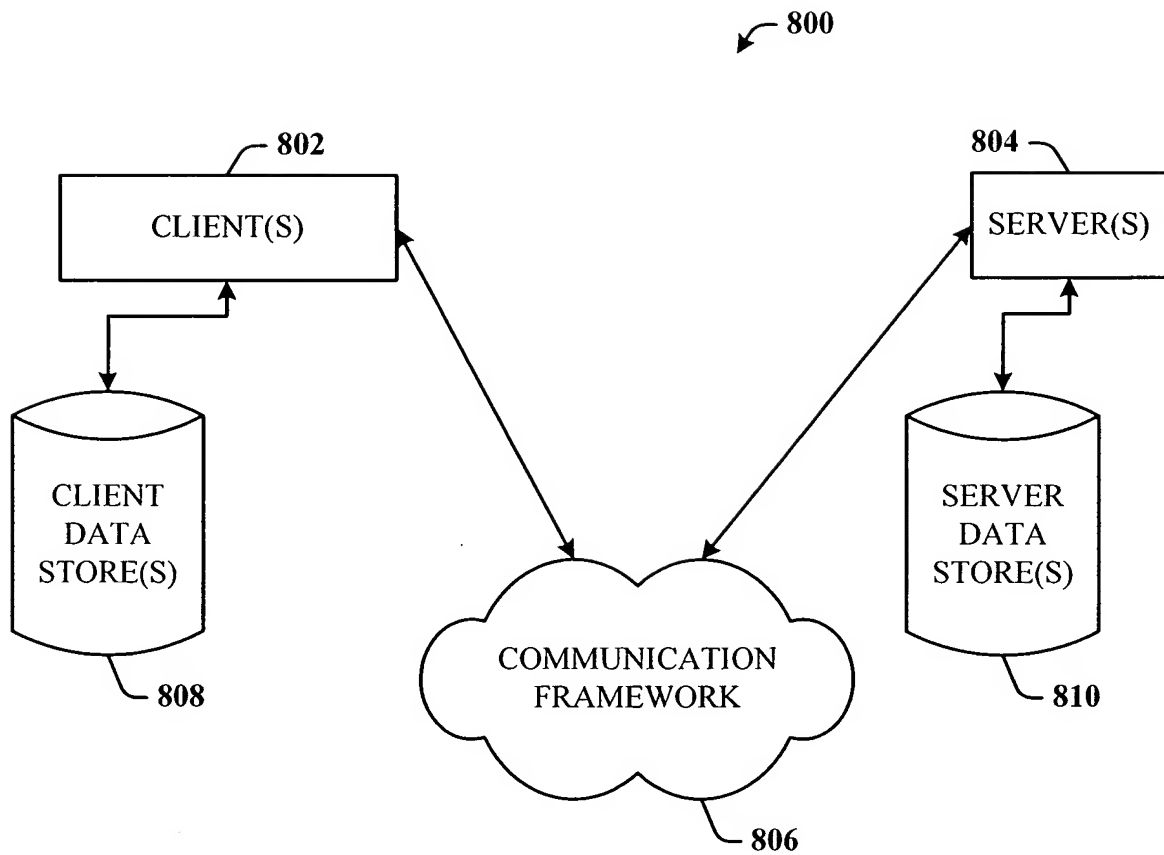 800
802
804
CLIENT(S)
SERVER(S)
CLIENT
DATA
STORE(S)
SERVER
DATA
STORE(S)
COMMUNICATION
FRAMEWORK
808
810
806